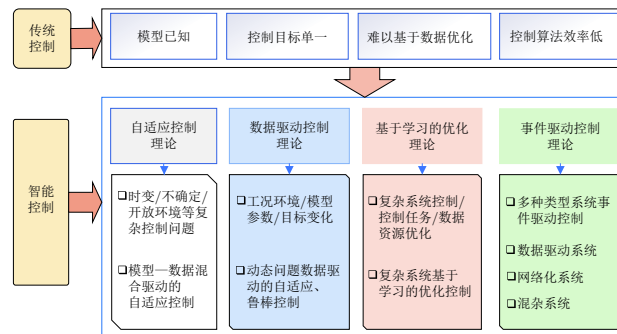 传统
控制
模型已知
控制目标单一
难以基于数据优化
控制算法效率低
智能
控制
自适应控制
理论
时变/不确定/
开放环境等复
杂控制问题
模型—数据混
合驱动的
自适应控制
数据驱动控制
理论
工况环境/模型
参数/目标变化
动态问题数据驱
动的自适应、
鲁棒控制
基于学习的优化
理论
复杂系统控制/
控制任务/数据
资源优化
复杂系统基于
学习的优化控制
事件驱动控制
理论
多种类型系统事
件驱动控制
数据驱动系统
网络化系统
混杂系统